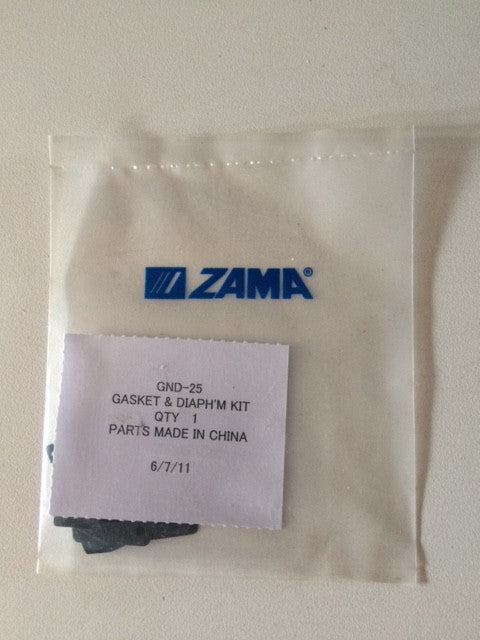 ZAMA®
GND-25
GASKET & DIAPH'M KIT
QTY 1
PARTS MADE IN CHINA
6/7/11